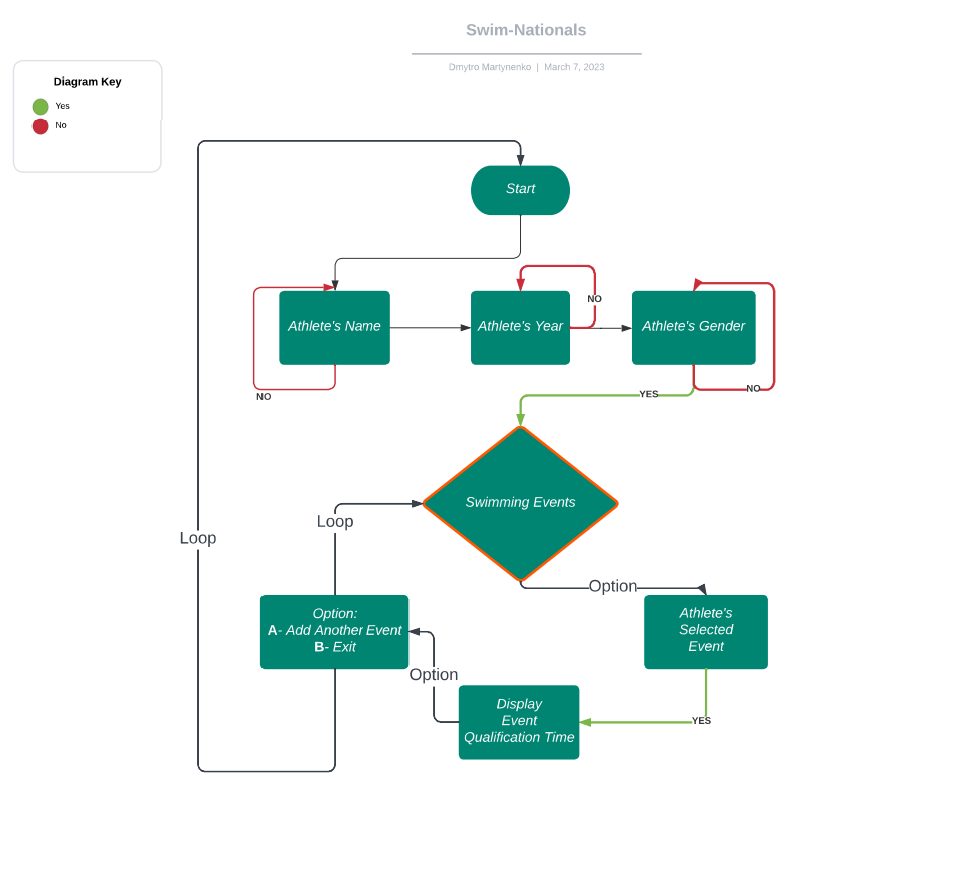 Swim-Nationals
Dmytro Martynenko | March 7, 2023
Diagram Key
Yes
No
Start
Athlete's Name
Athlete's Year
Athlete's Gender
NO
NO
NO
YES
Swimming Events
Loop
Loop
Option
Option:
A- Add Another Event
B- Exit
Athlete's
Selected
Event
Option
Display
Event
Qualification Time
YES